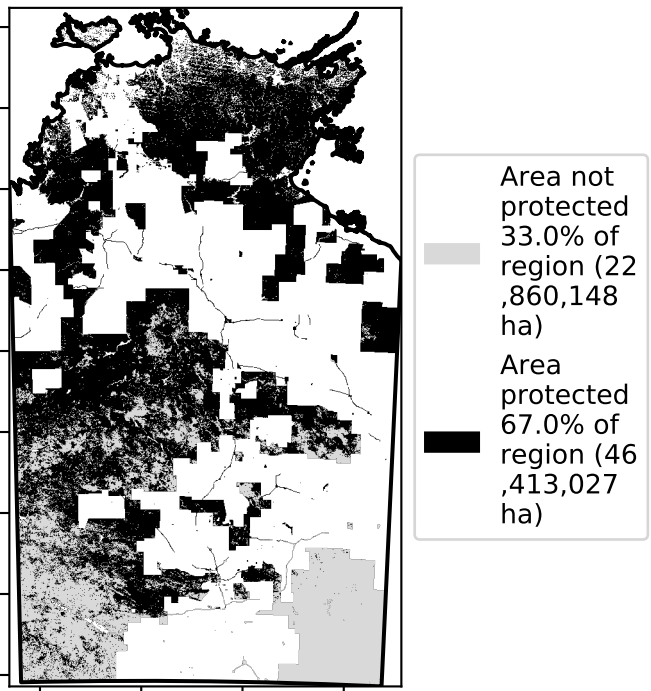 Area not
protected
33.0% of
region (22
,860,148
ha)
Area
protected
67.0% of
region (46
,413,027
ha)